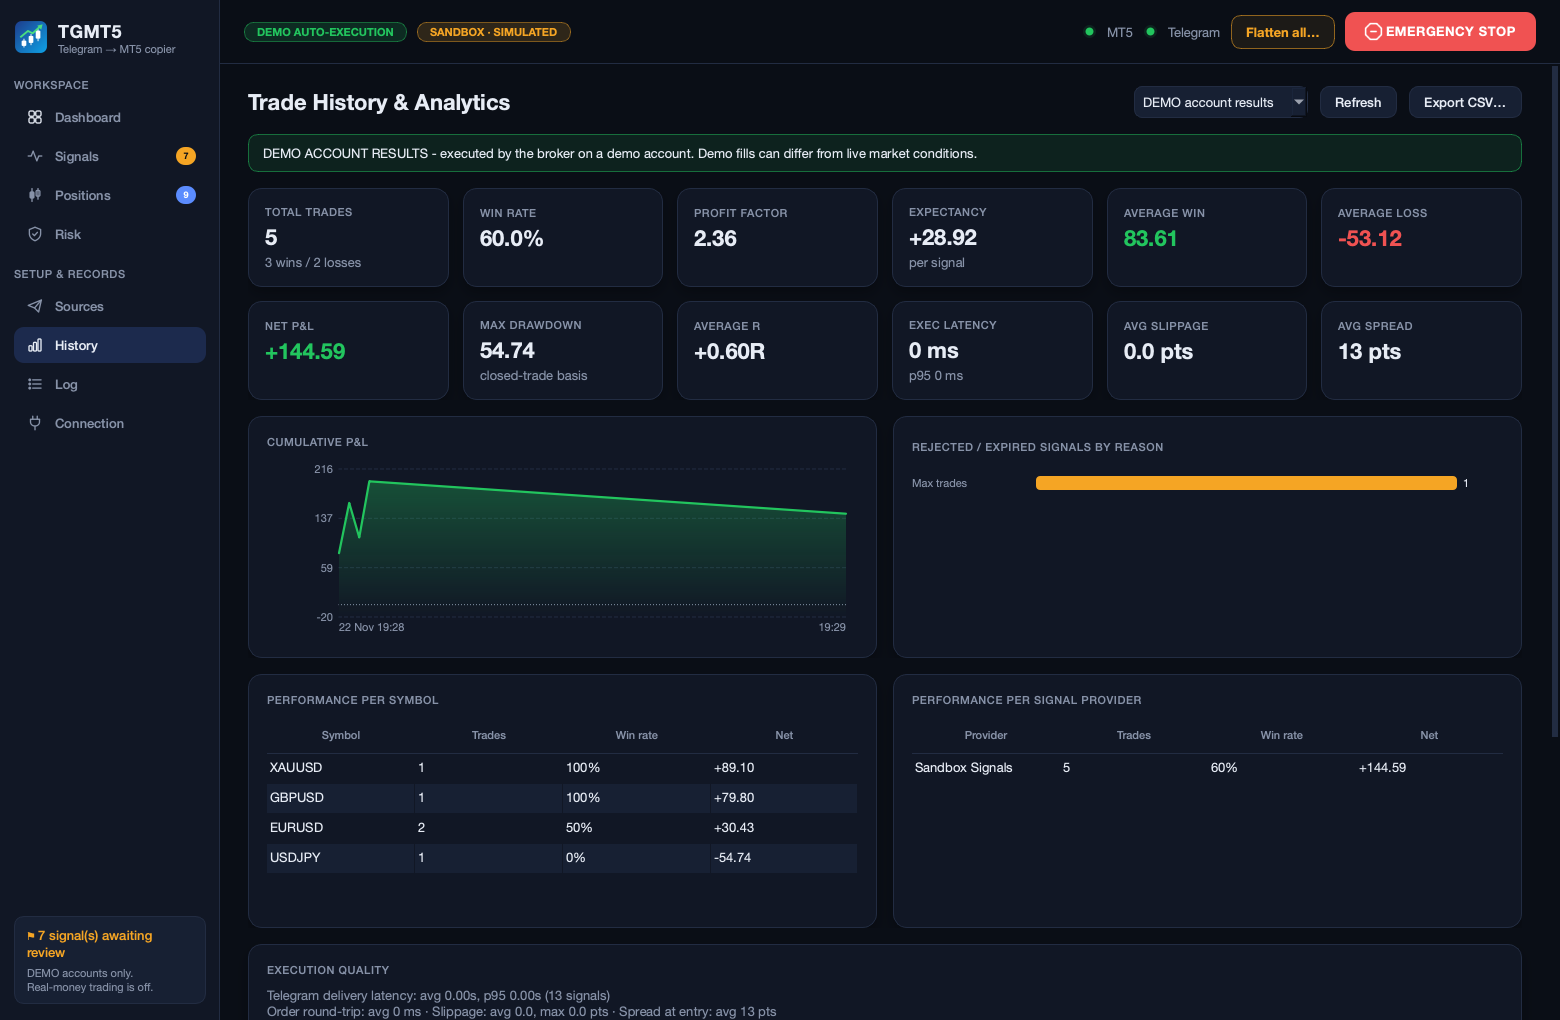 TGMT5
Telegram → MT5 copier
WORKSPACE
Dashboard
Signals 7
Positions 9
Risk
SETUP & RECORDS
Sources
History
Log
Connection
7 signal(s) awaiting
review
DEMO accounts only.
Real-money trading is off.
DEMO AUTO-EXECUTION
SANDBOX · SIMULATED
MT5
Telegram
Flatten all...
EMERGENCY STOP
Trade History & Analytics
DEMO account results
Refresh
Export CSV...
DEMO ACCOUNT RESULTS - executed by the broker on a demo account. Demo fills can differ from live market conditions.
TOTAL TRADES
5
3 wins / 2 losses
WIN RATE
60.0%
PROFIT FACTOR
2.36
EXPECTANCY
+28.92
per signal
AVERAGE WIN
83.61
AVERAGE LOSS
-53.12
NET P&L
+144.59
MAX DRAWDOWN
54.74
closed-trade basis
AVERAGE R
+0.60R
EXEC LATENCY
0 ms
p95 0 ms
AVG SLIPPAGE
0.0 pts
AVG SPREAD
13 pts
CUMULATIVE P&L
216
137
59
-20
22 Nov 19:28
19:29
REJECTED / EXPIRED SIGNALS BY REASON
Max trades 1
PERFORMANCE PER SYMBOL
Symbol Trades Win rate Net
XAUUSD 1 100% +89.10
GBPUSD 1 100% +79.80
EURUSD 2 50% +30.43
USDJPY 1 0% -54.74
PERFORMANCE PER SIGNAL PROVIDER
Provider Trades Win rate Net
Sandbox Signals 5 60% +144.59
EXECUTION QUALITY
Telegram delivery latency: avg 0.00s, p95 0.00s (13 signals)
Order round-trip: avg 0 ms · Slippage: avg 0.0, max 0.0 pts · Spread at entry: avg 13 pts